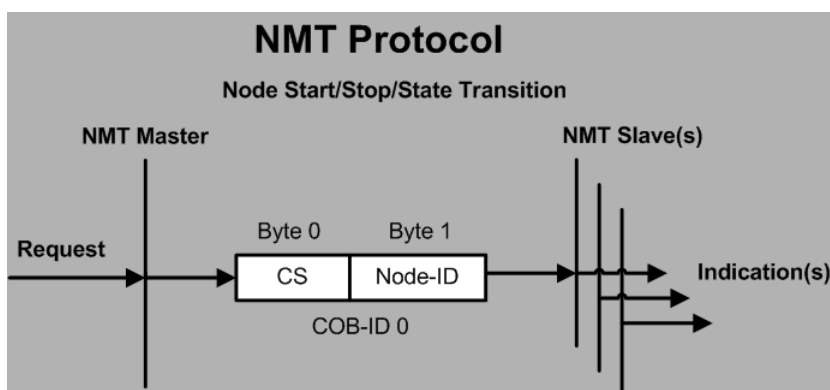 NMT Protocol
Node Start/Stop/State Transition
NMT Master
NMT Slave(s)
Byte 0
Byte 1
Request
CS
Node-ID
Indication(s)
COB-ID 0